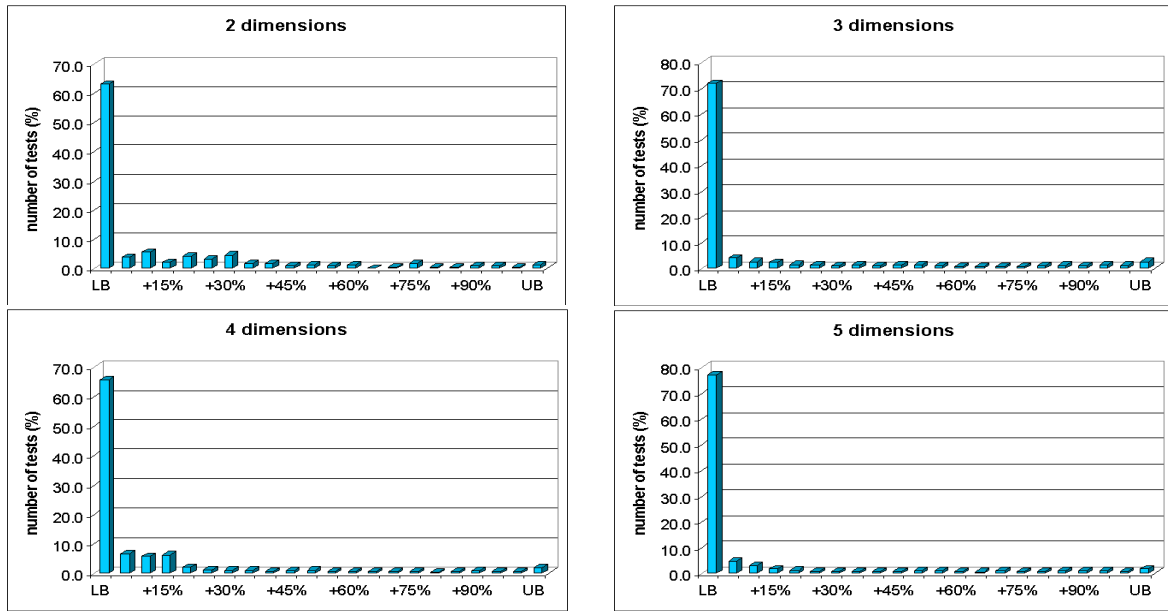 2 dimensions
number of tests (%)
70.0
60.0
50.0
40.0
30.0
20.0
10.0
0.0
LB +15% +30% +45% +60% +75% +90% UB
3 dimensions
number of tests (%)
80.0
70.0
60.0
50.0
40.0
30.0
20.0
10.0
0.0
LB +15% +30% +45% +60% +75% +90% UB
4 dimensions
number of tests (%)
70.0
60.0
50.0
40.0
30.0
20.0
10.0
0.0
LB +15% +30% +45% +60% +75% +90% UB
5 dimensions
number of tests (%)
80.0
70.0
60.0
50.0
40.0
30.0
20.0
10.0
0.0
LB +15% +30% +45% +60% +75% +90% UB